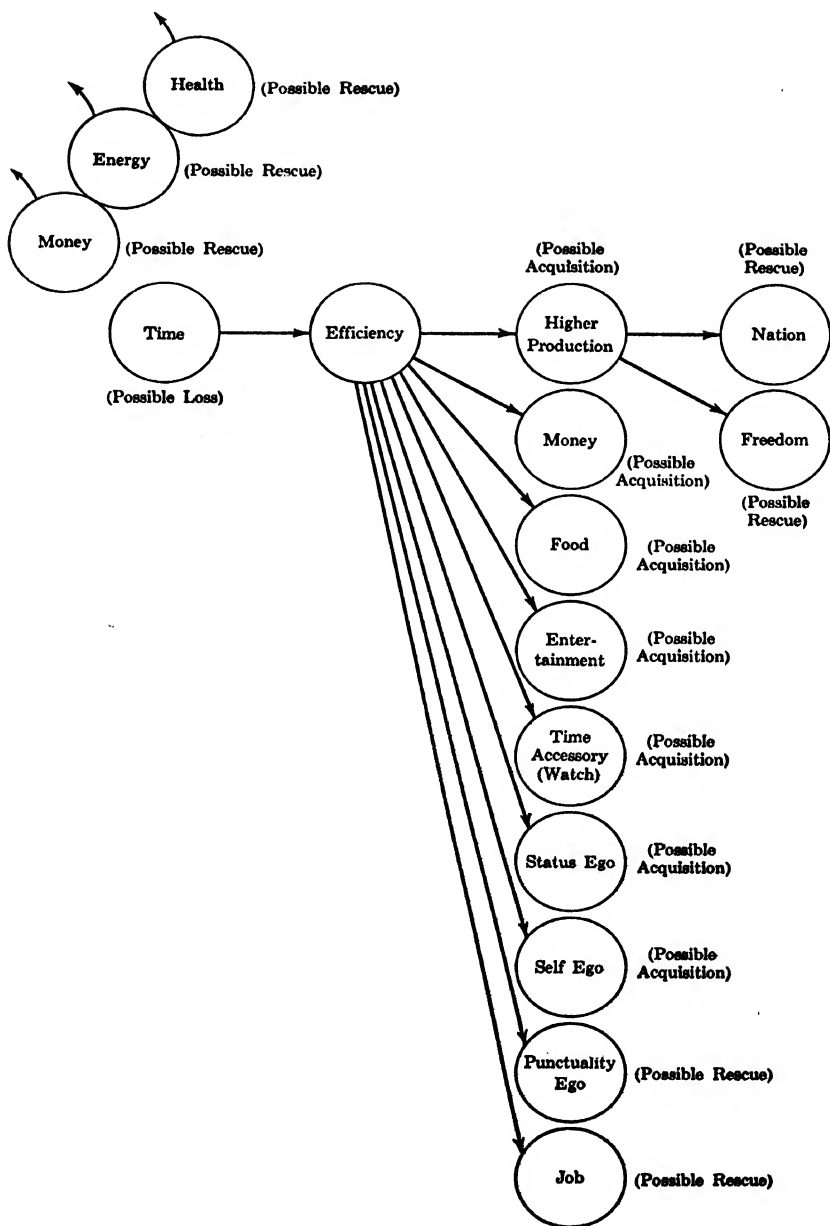 Health
(Possible Rescue)
Energy
(Possible Rescue)
Money
(Possible Rescue)
(Possible
Acquisition)
(Possible
Rescue)
Time
Efficiency
Higher
Production
Nation
(Possible Loss)
Money
(Possible
Acquisition)
Freedom
(Possible
Rescue)
Food
(Possible
Acquisition)
Enter-
tainment
(Possible
Acquisition)
Time
Accessory
(Watch)
(Possible
Acquisition)
Status Ego
(Possible
Acquisition)
Self Ego
(Possible
Acquisition)
Punctuality
Ego
(Possible Rescue)
Job
(Possible Rescue)